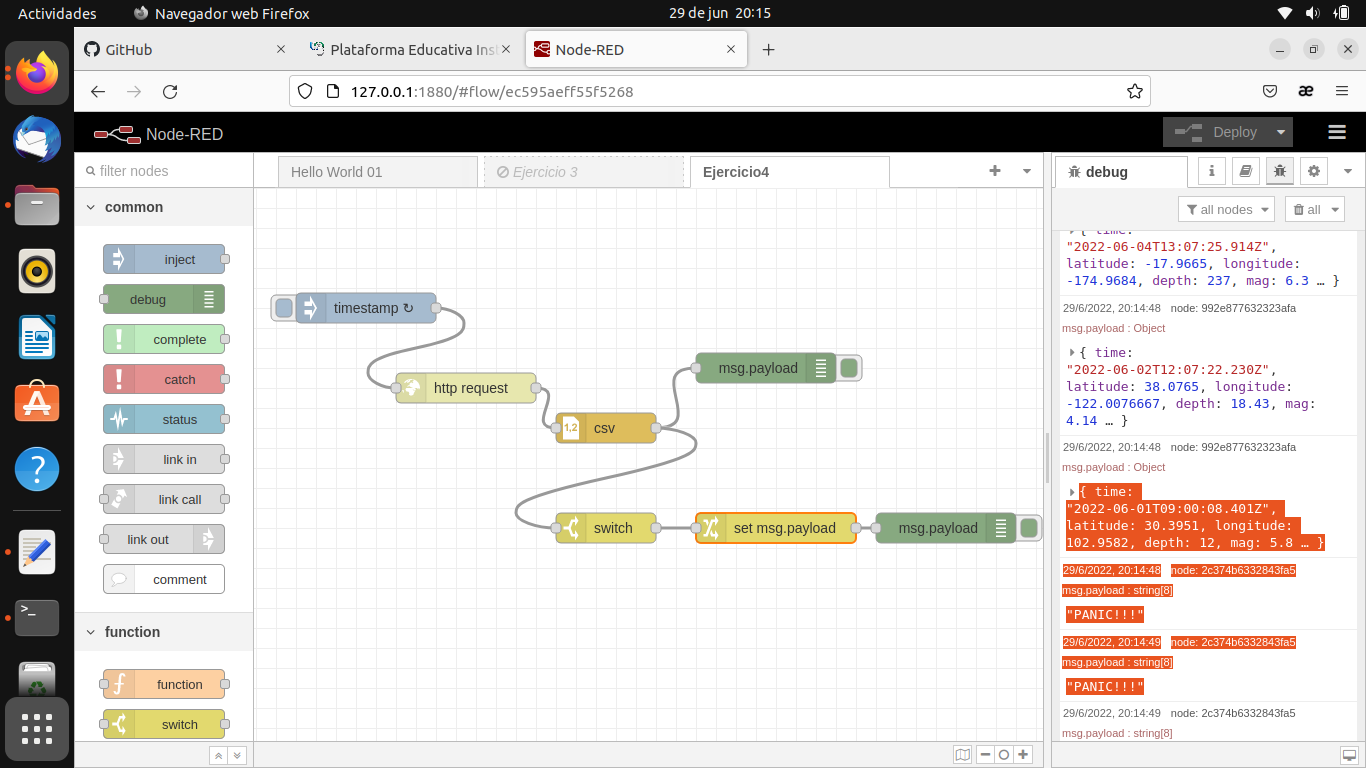 Actividades
Navegador web Firefox
29 de jun 20:15
GitHub
Plataforma Educativa Inst
Node-RED
127.0.0.1:1880/#flow/ec595aeff55f5268
Node-RED
Deploy
filter nodes
Hello World 01
Ejercicio 3
Ejercicio4
debug
common
inject
debug
complete
catch
status
link in
link call
link out
comment
function
function
switch
timestamp ↻
http request
1,2
csv
msg.payload
switch
set msg.payload
msg.payload
all nodes
all
{ time:
"2022-06-04T13:07:25.914Z",
latitude: -17.9665, longitude:
-174.9684, depth: 237, mag: 6.3 … }
29/6/2022, 20:14:48 node: 992e877632323afa
msg.payload : Object
{ time:
"2022-06-02T12:07:22.230Z",
latitude: 38.0765, longitude:
-122.0076667, depth: 18.43, mag:
4.14 … }
29/6/2022, 20:14:48 node: 992e877632323afa
msg.payload : Object
{ time:
"2022-06-01T09:00:08.401Z",
latitude: 30.3951, longitude:
102.9582, depth: 12, mag: 5.8 … }
29/6/2022, 20:14:48 node: 2c374b6332843fa5
msg.payload : string[8]
"PANIC!!!"
29/6/2022, 20:14:49 node: 2c374b6332843fa5
msg.payload : string[8]
"PANIC!!!"
29/6/2022, 20:14:49 node: 2c374b6332843fa5
msg.payload : string[8]